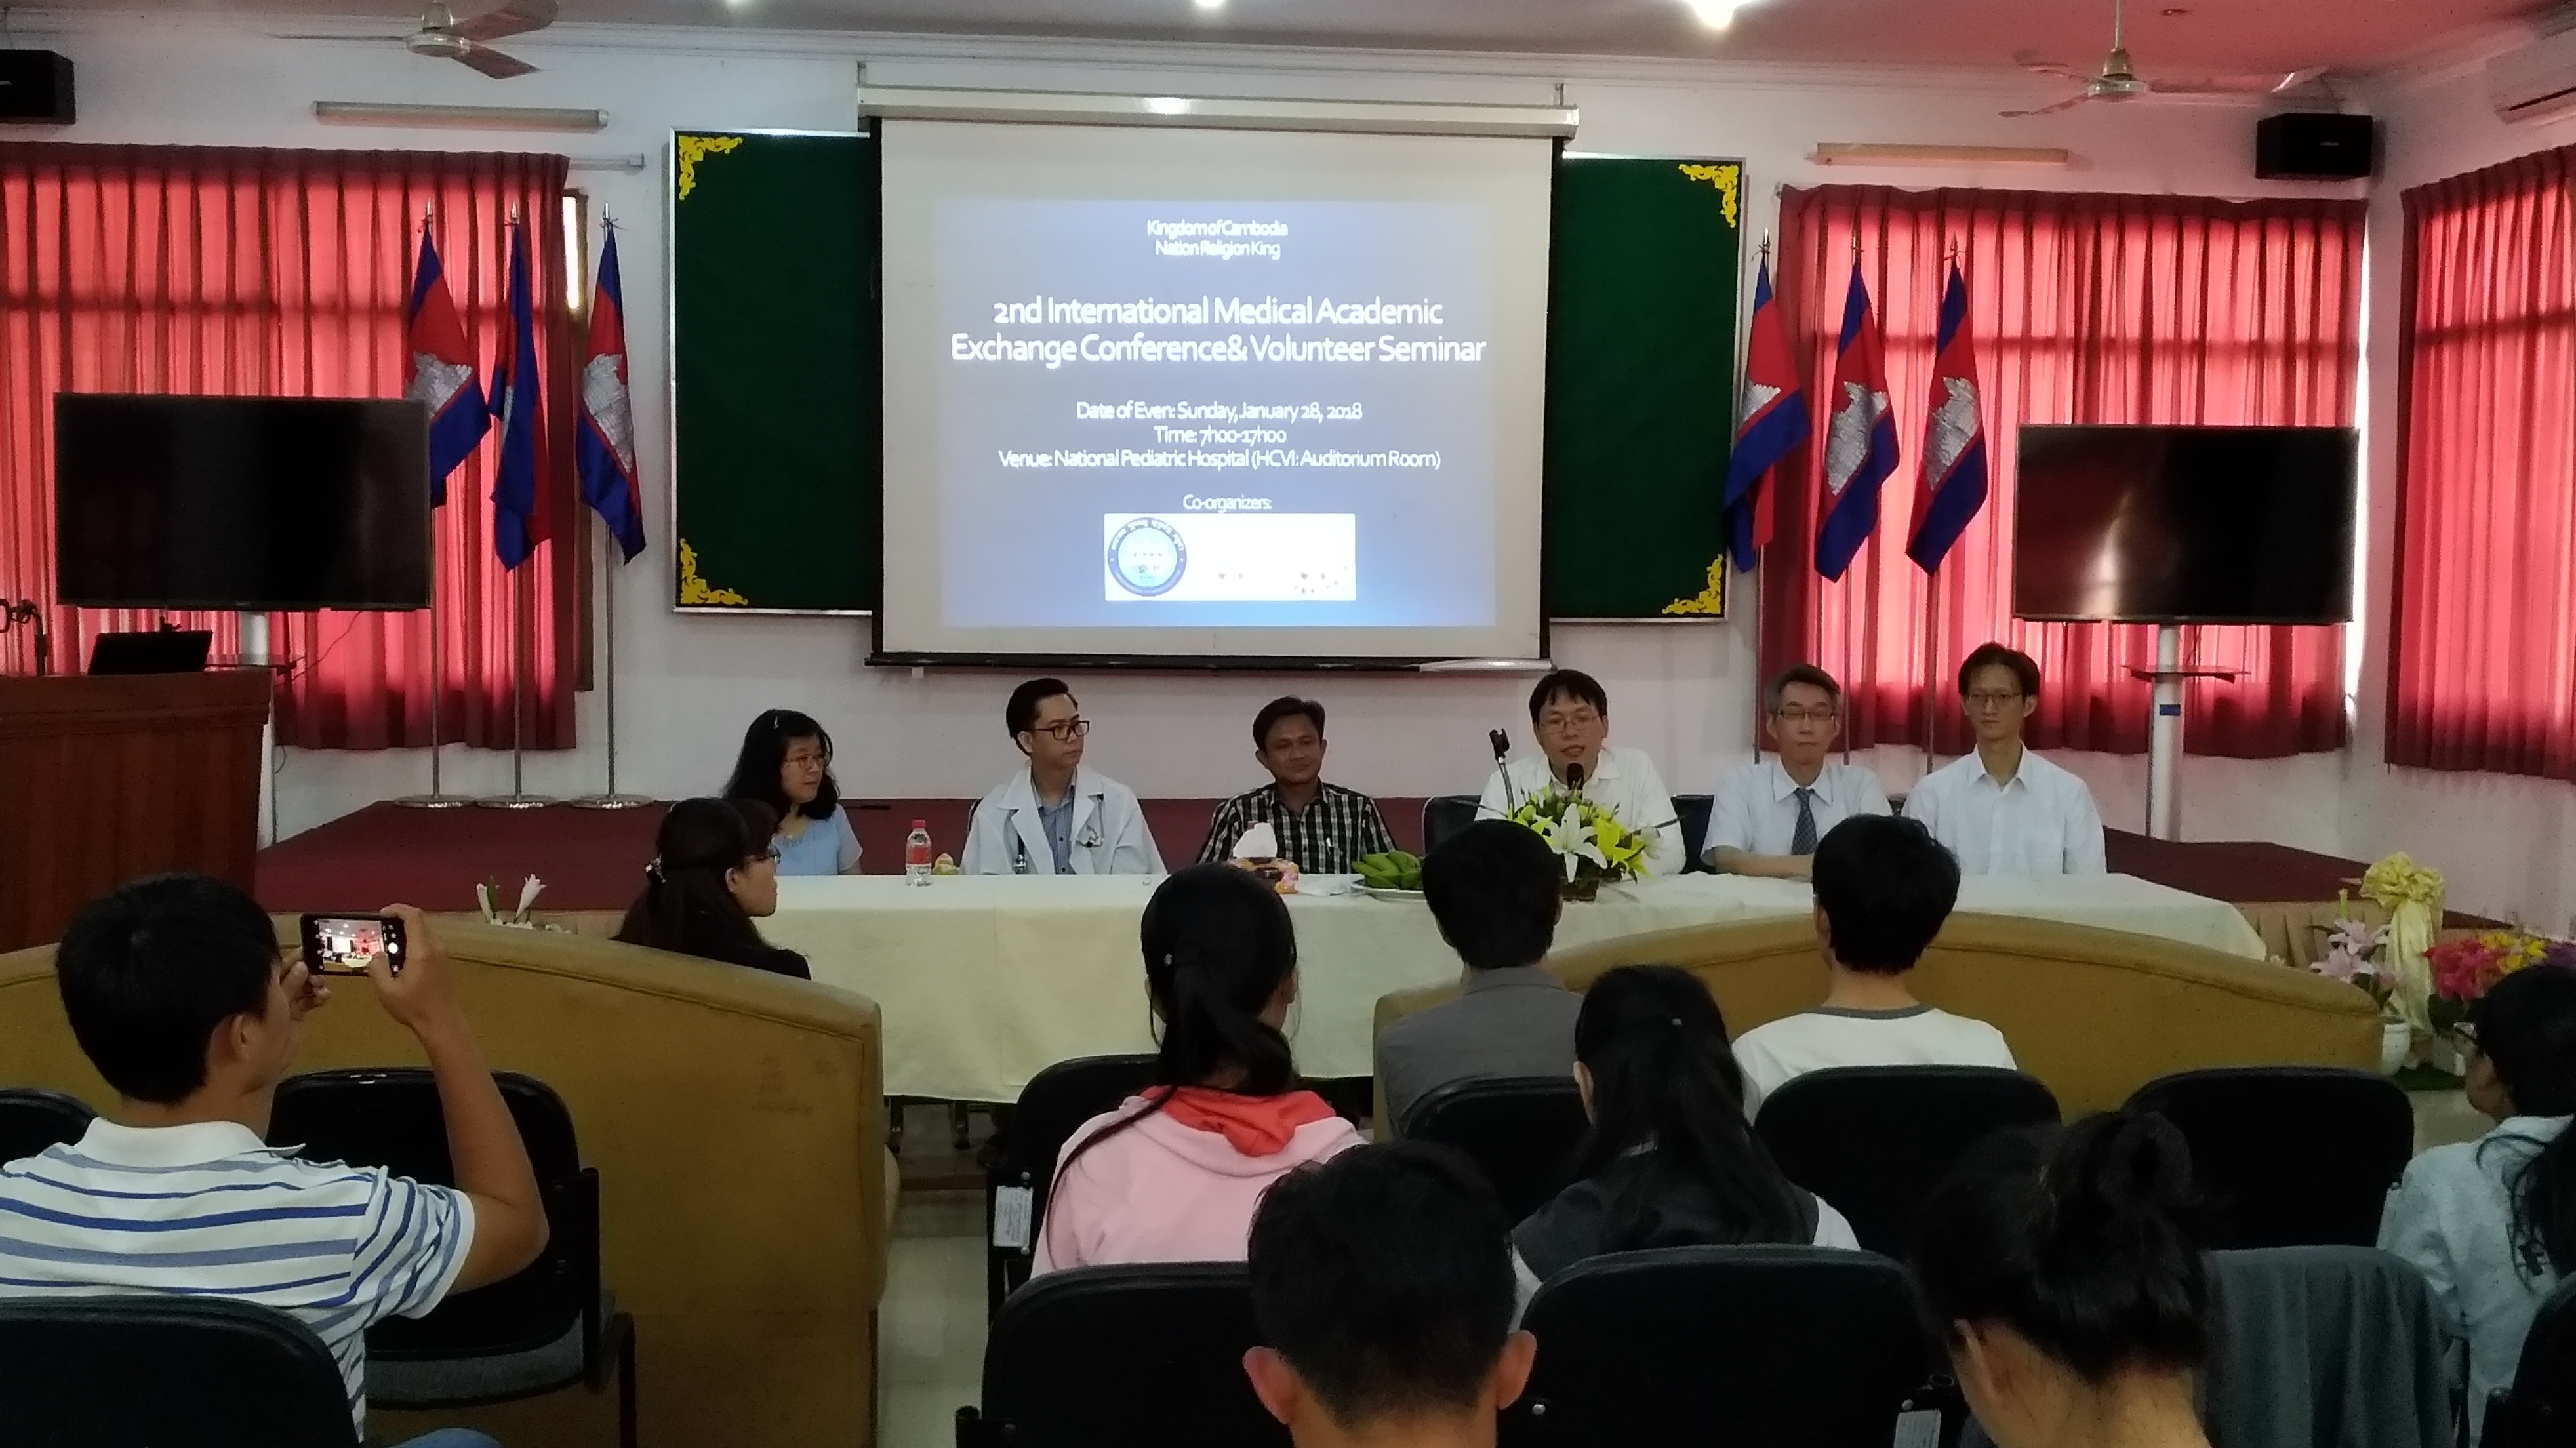 Kingdom of Cambodia
Nation Religion King
2nd International Medical Academic
Exchange Conference& Volunteer Seminar
Date of Even: Sunday, January 28, 2018
Time: 7h00-17h00
Venue: National Pediatric Hospital (HCVI: Auditorium Room)
Co-organizers: